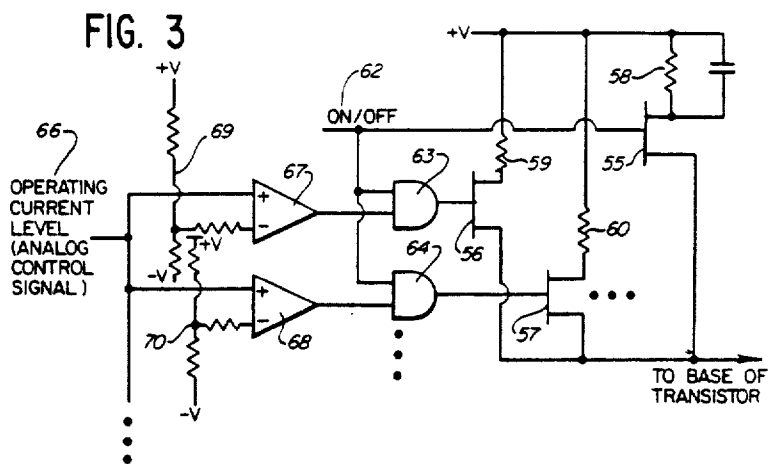 FIG. 3
+V
+V
62
ON/OFF
58
66
69
55
OPERATING
CURRENT
LEVEL
(ANALOG
CONTROL
SIGNAL)
67
+
-
63
59
56
60
+V
-V
64
+
-
68
57
70
-V
TO BASE OF
TRANSISTOR